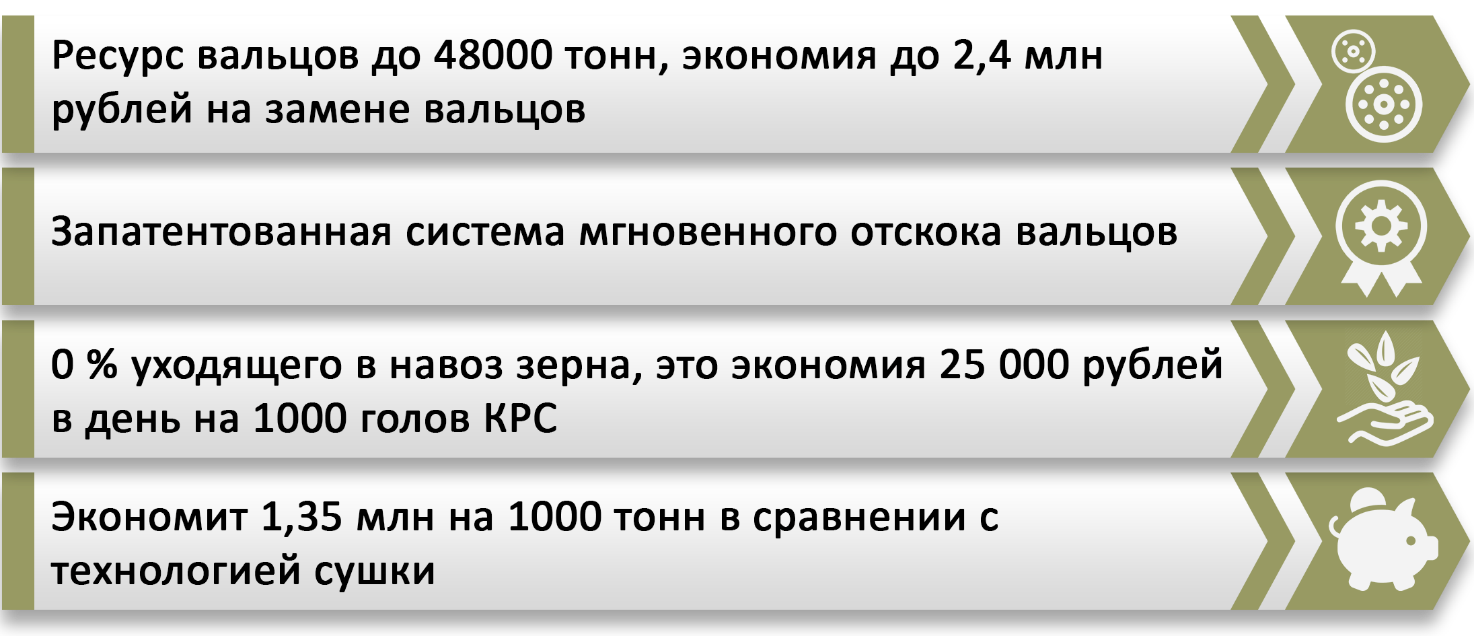 Ресурс вальцов до 48000 тонн, экономия до 2,4 млн
рублей на замене вальцов
Запатентованная система мгновенного отскока вальцов
0 % уходящего в навоз зерна, это экономия 25 000 рублей
в день на 1000 голов КРС
Экономит 1,35 млн на 1000 тонн в сравнении с
технологией сушки